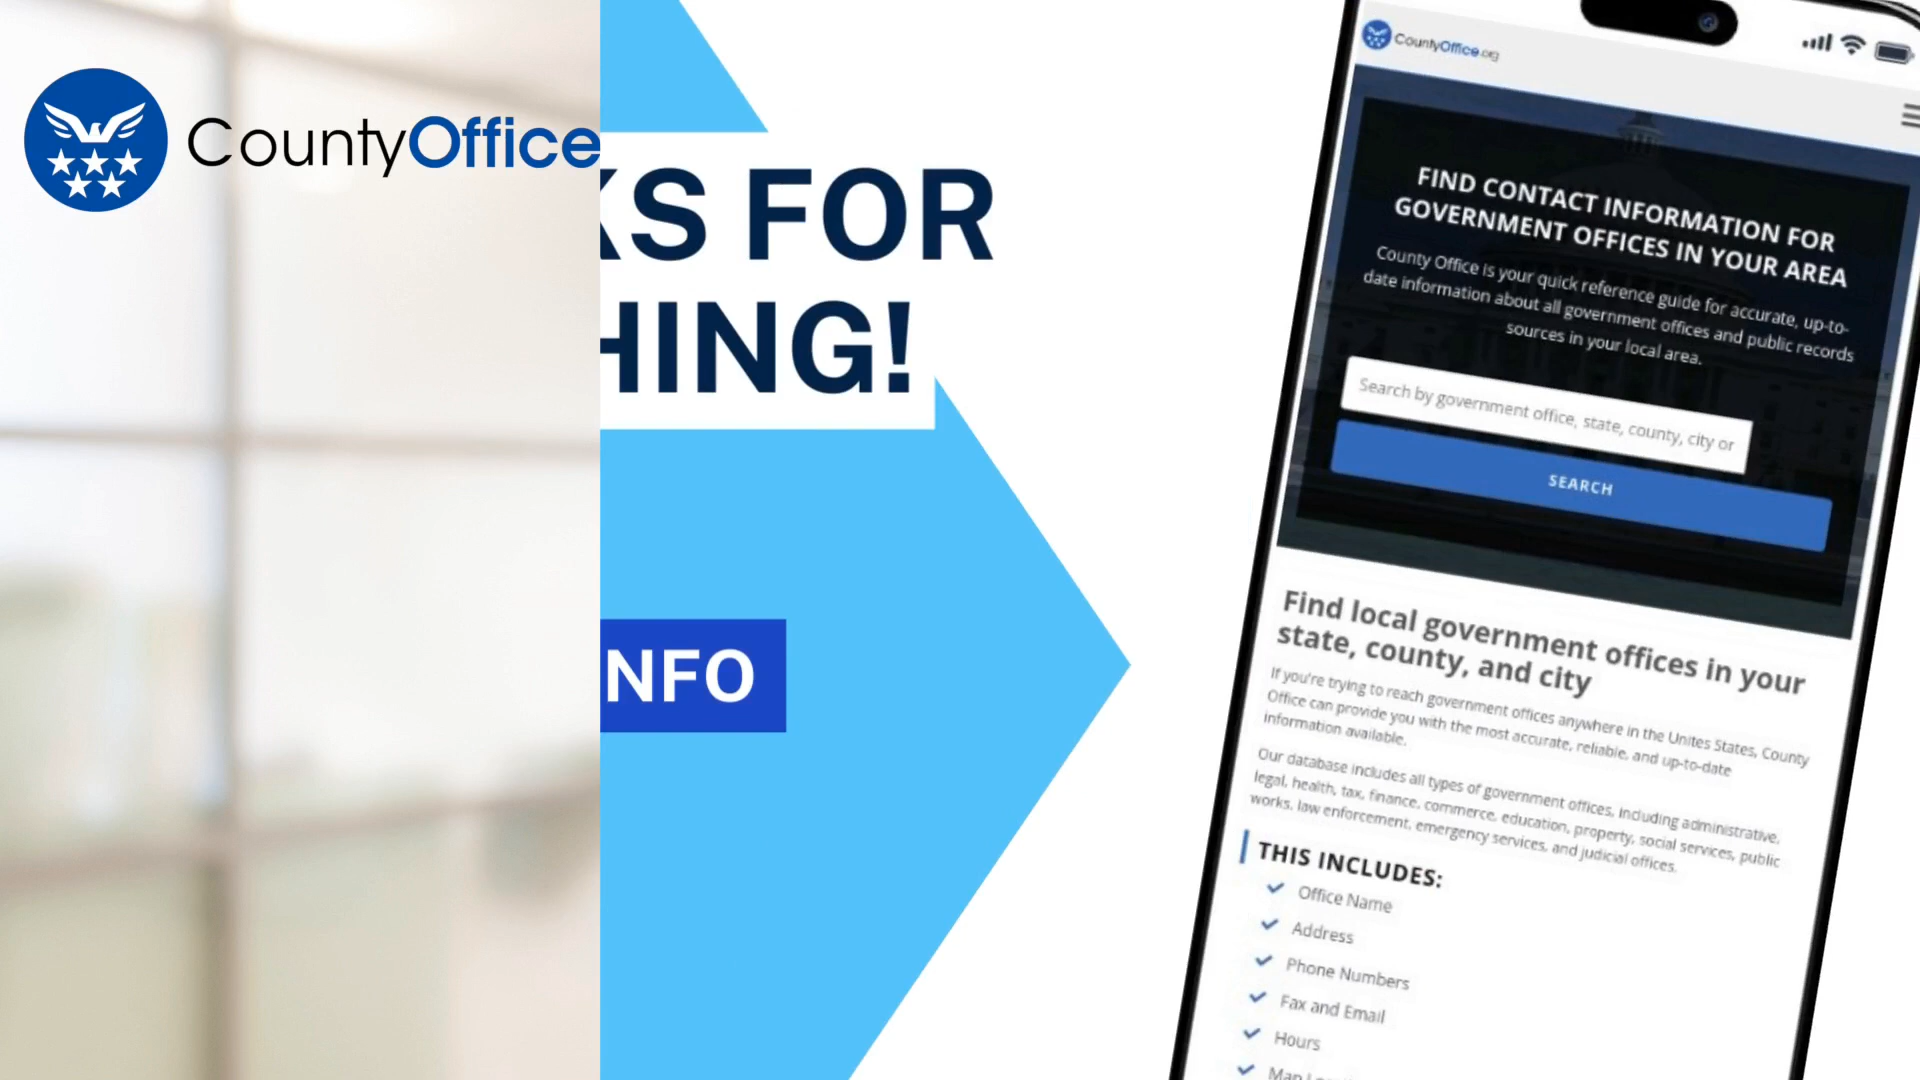 CountyOffice
KS FOR
HING!
NFO
CountyOffice.org
FIND CONTACT INFORMATION FOR
GOVERNMENT OFFICES IN YOUR AREA
County Office is your quick reference guide for accurate, up-to-
date information about all government offices and public records
sources in your local area.
Search by government office, state, county, city or
SEARCH
Find local government offices in your
state, county, and city
If you're trying to reach government offices anywhere in the Unites States, County
Office can provide you with the most accurate, reliable, and up-to-date
information available.
Our database includes all types of government offices, including administrative,
legal, health, tax, finance, commerce, education, property, social services, public
works, law enforcement, emergency services, and judicial offices.
THIS INCLUDES:
Office Name
Address
Phone Numbers
Fax and Email
Hours
Map